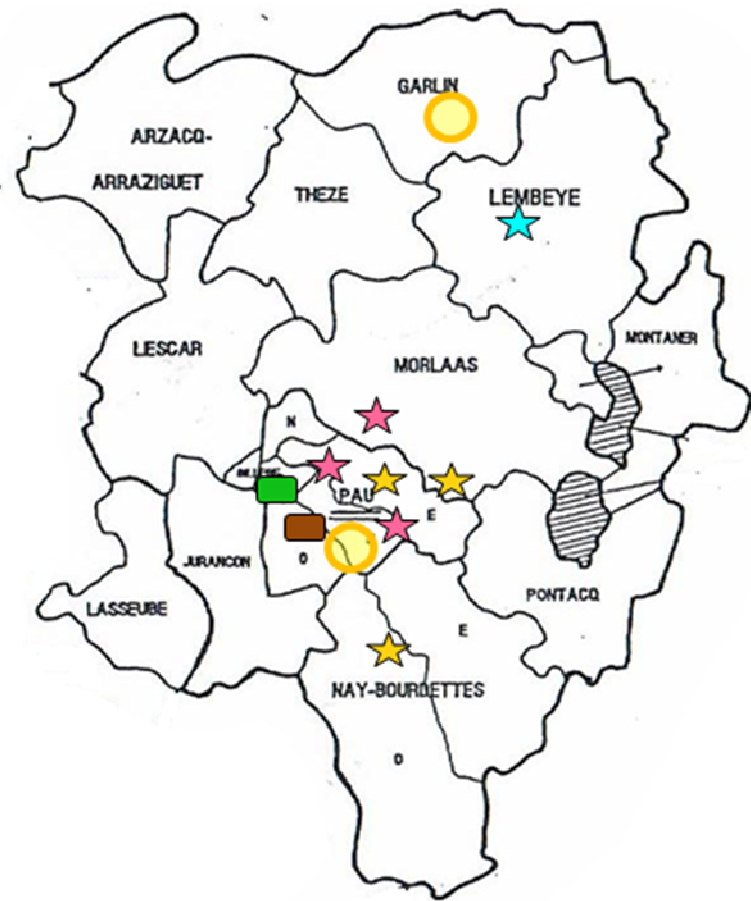 GARLIN
ARZACQ-
ARRAZIGUET
THEZE
LEMBEYE
MONTANER
LESCAR
MORLAAS
N
PAU
E
JURANCON
O
PONTACQ
LASSEUBE
E
NAY-BOURDETTES
O